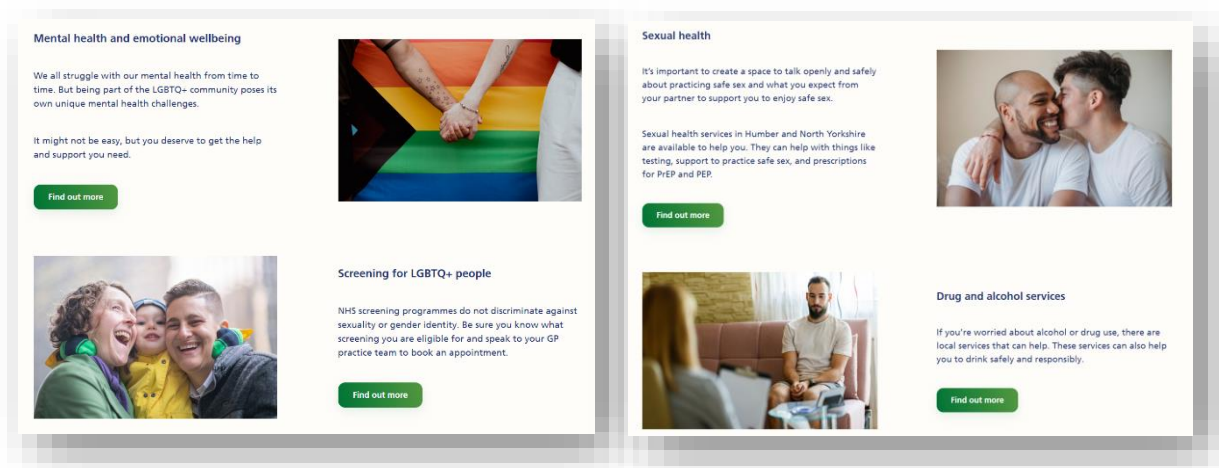 Mental health and emotional wellbeing
We all struggle with our mental health from time to
time. But being part of the LGBTQ+ community poses its
own unique mental health challenges.
It might not be easy, but you deserve to get the help
and support you need.
Find out more
Screening for LGBTQ+ people
NHS screening programmes do not discriminate against
sexuality or gender identity. Be sure you know what
screening you are eligible for and speak to your GP
practice team to book an appointment.
Find out more
Sexual health
It's important to create a space to talk openly and safely
about practicing safe sex and what you expect from
your partner to support you to enjoy safe sex.
Sexual health services in Humber and North Yorkshire
are available to help you. They can help with things like
testing, support to practice safe sex, and prescriptions
for PrEP and PEP.
Find out more
Drug and alcohol services
If you're worried about alcohol or drug use, there are
local services that can help. These services can also help
you to drink safely and responsibly.
Find out more